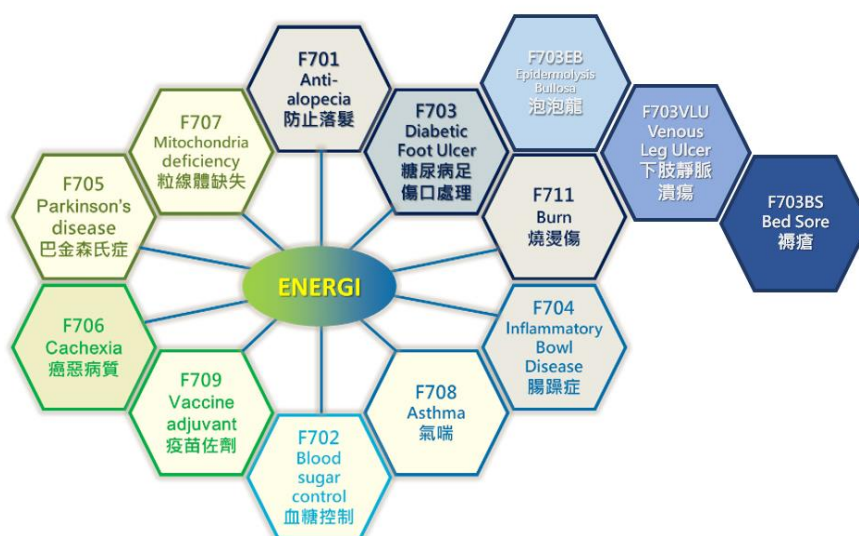 F701
Anti-
alopecia
防止落髮
F703EB
Epidermolysis
Bullosa
泡泡龍
F707
Mitochondria
deficiency
粒線體缺失
F703
Diabetic
Foot Ulcer
糖尿病足
傷口處理
F703VLU
Venous
Leg Ulcer
下肢靜脈
潰瘍
F705
Parkinson's
disease
巴金森氏症
F711
Burn
燒燙傷
F703BS
Bed Sore
褥瘡
ENERGI
F706
Cachexia
癌惡病質
F704
Inflammatory
Bowl
Disease
腸躁症
F709
Vaccine
adjuvant
疫苗佐劑
F708
Asthma
氣喘
F702
Blood
sugar
control
血糖控制